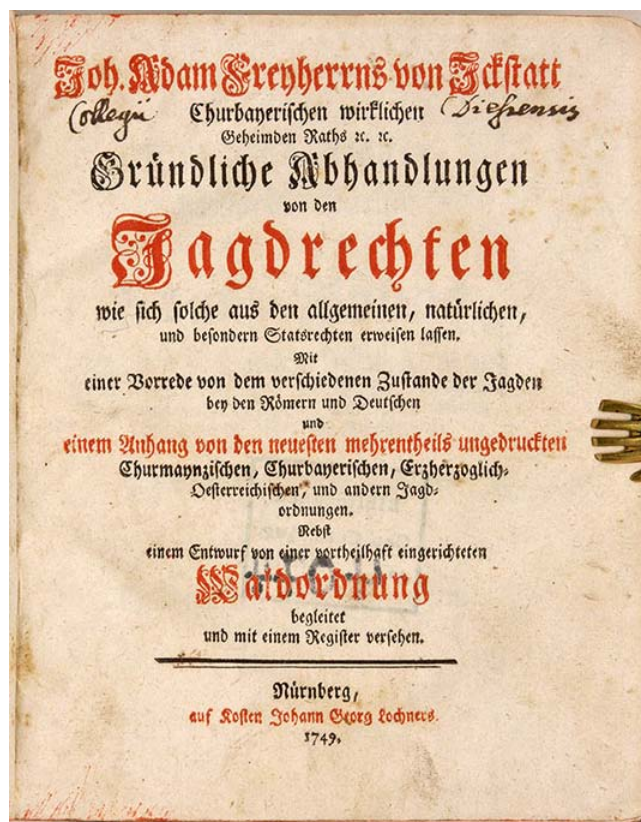 Joh. Adam Freyherrns von Ickstatt
Collegii Churbayerischen wirklichen Diessensis
Geheimden Raths ꝛc. ꝛc.
Gründliche Abhandlungen
von den
Jagdrechten
wie sich solche aus den allgemeinen, natürlichen,
und besondern Statsrechten erweisen lassen.
Mit
einer Vorrede von dem verschiedenen Zustande der Jagden
bey den Römern und Deutschen
und
einem Anhang von den neuesten mehrentheils ungedruckten
Churmaynzischen, Churbayerischen, Erzherzoglich-
Oesterreichischen, und andern Jagd-
ordnungen.
Nebst
einem Entwurf von einer vortheilhaft eingerichteten
Waldordnung
begleitet
und mit einem Register versehen.
Nürnberg,
auf Kosten Johann Georg Lochners.
1749.